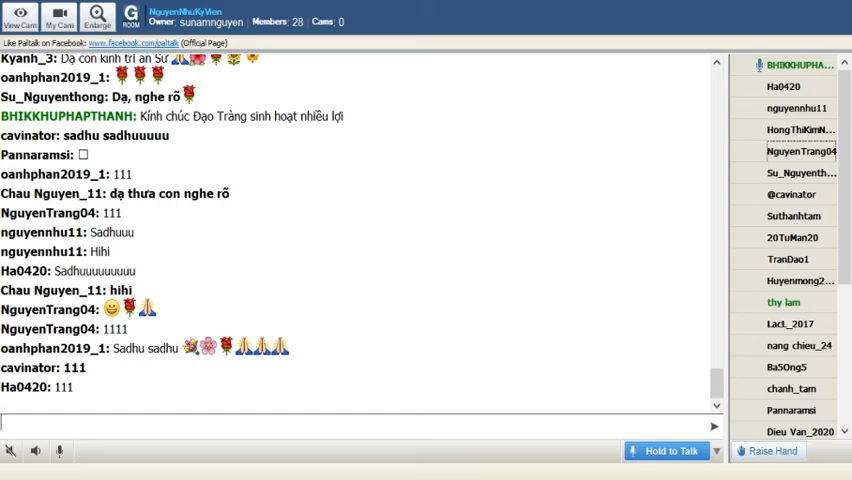 NguyenNhuKyVien
Owner: sunamnguyen Members: 28 Cams: 0
View Cam My Cam Enlarge G ROOM
Like Paltalk on Facebook: www.facebook.com/paltalk (Official Page)
Kyanh_3: Dạ con kính tri ân Sư
oanhphan2019_1:
Su_Nguyenthong: Dạ, nghe rõ
BHIKKHUPHAPTHANH: Kính chúc Đạo Tràng sinh hoạt nhiều lợi
cavinator: sadhu sadhuuuuu
Pannaramsi:
oanhphan2019_1: 111
Chau Nguyen_11: dạ thưa con nghe rõ
NguyenTrang04: 111
nguyennhu11: Sadhuuu
nguyennhu11: Hihi
Ha0420: Sadhuuuuuuuuu
Chau Nguyen_11: hihi
NguyenTrang04:
NguyenTrang04: 1111
oanhphan2019_1: Sadhu sadhu
cavinator: 111
Ha0420: 111
Hold to Talk
BHIKKHUPHA...
Ha0420
nguyennhu11
HongThiKimN...
NguyenTrang04
Su_Nguyenth...
@cavinator
Suthanhtam
20TuMan20
TranDao1
Huyenmong2...
thy lam
LacL_2017
nang chieu_24
Ba5Ong5
chanh_tam
Pannaramsi
Dieu Van_2020
Raise Hand